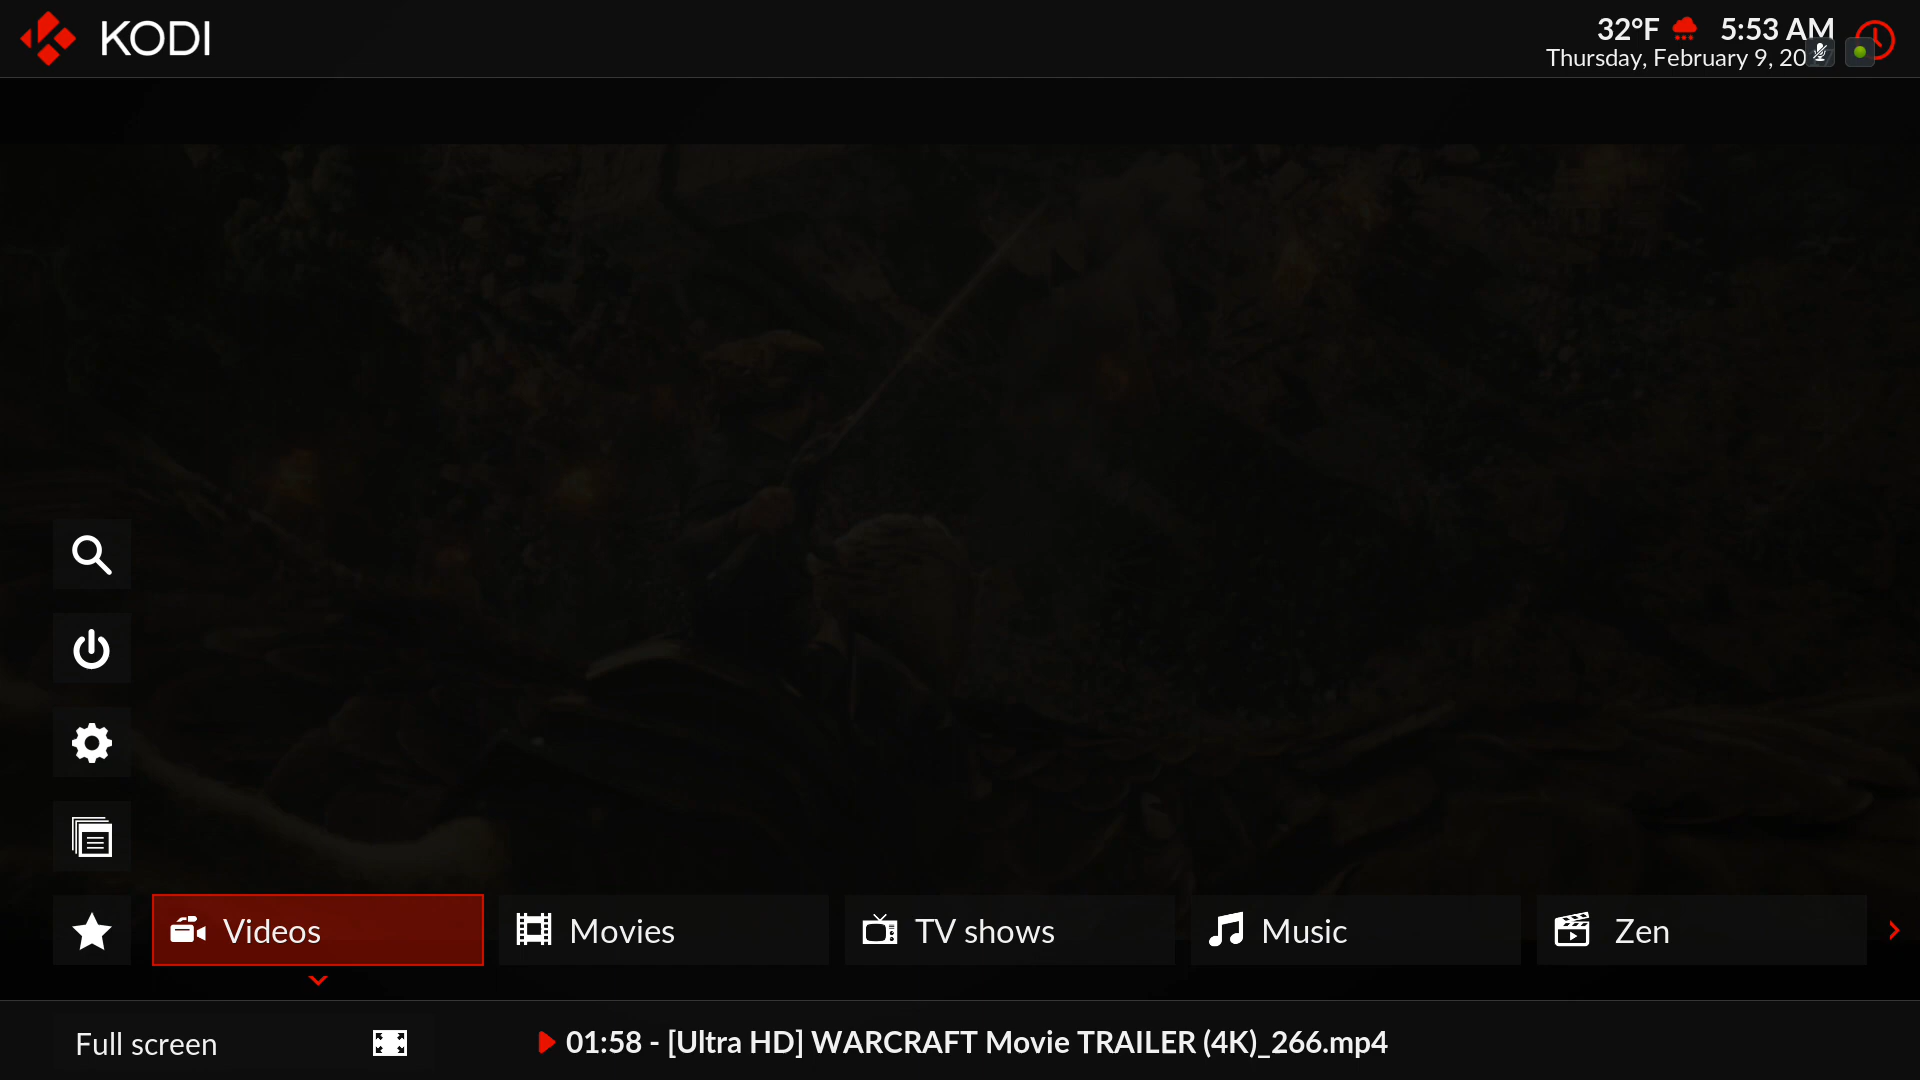 KODI
32°F 5:53 AM
Thursday, February 9, 20
Videos
Movies
TV shows
Music
Zen
Full screen
01:58 - [Ultra HD] WARCRAFT Movie TRAILER (4K)_266.mp4